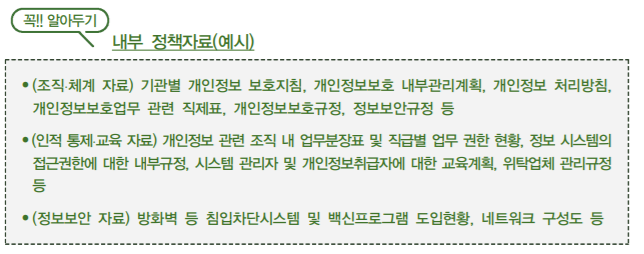 꼭!! 알아두기
내부 정책자료(예시)
• (조직·체계 자료) 기관별 개인정보 보호지침, 개인정보보호 내부관리계획, 개인정보 처리방침,
개인정보보호업무 관련 직제표, 개인정보보호규정, 정보보안규정 등
• (인적 통제·교육 자료) 개인정보 관련 조직 내 업무분장표 및 직급별 업무 권한 현황, 정보 시스템의
접근권한에 대한 내부규정, 시스템 관리자 및 개인정보취급자에 대한 교육계획, 위탁업체 관리규정
등
• (정보보안 자료) 방화벽 등 침입차단시스템 및 백신프로그램 도입현황, 네트워크 구성도 등